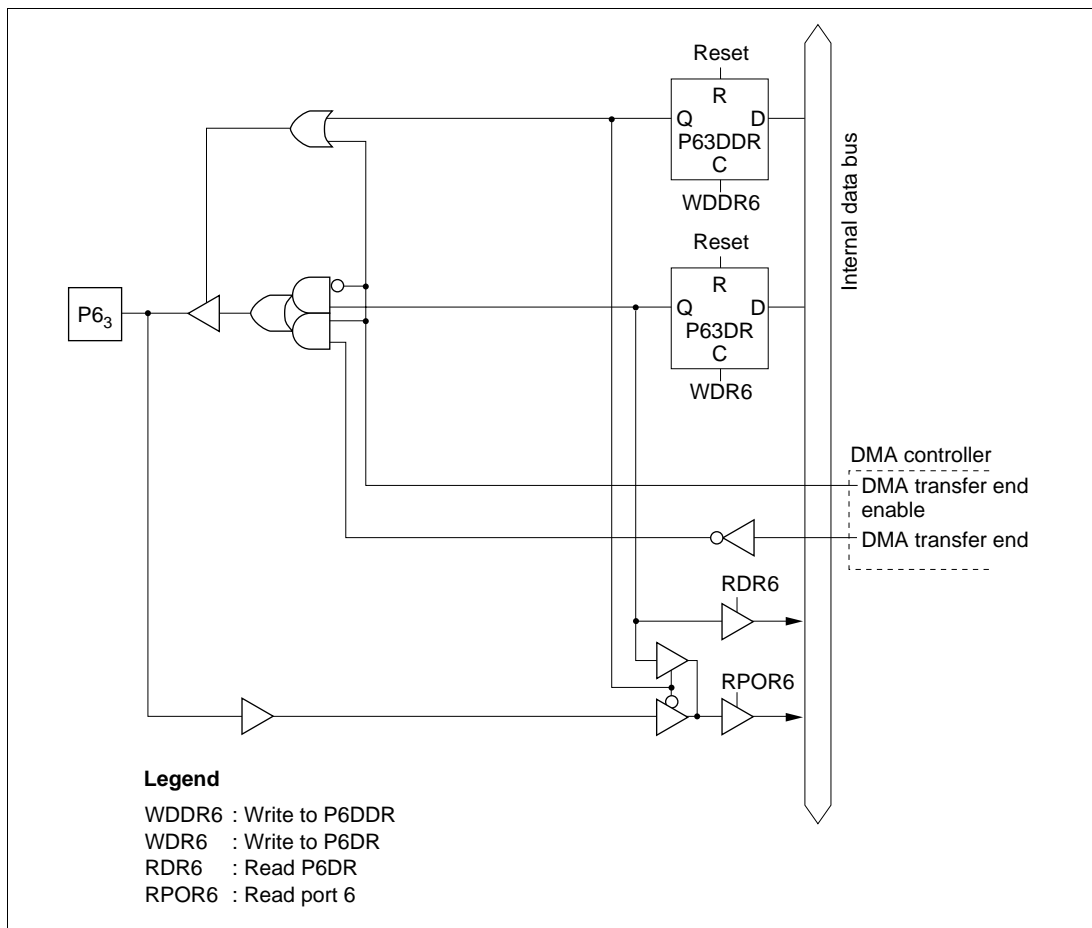 Reset
R
Q D
P63DDR
C
WDDR6
Reset
R
Q D
P63DR
C
WDR6
Internal data bus
P6₃
DMA controller
DMA transfer end
enable
DMA transfer end
RDR6
RPOR6
Legend
WDDR6 : Write to P6DDR
WDR6 : Write to P6DR
RDR6 : Read P6DR
RPOR6 : Read port 6